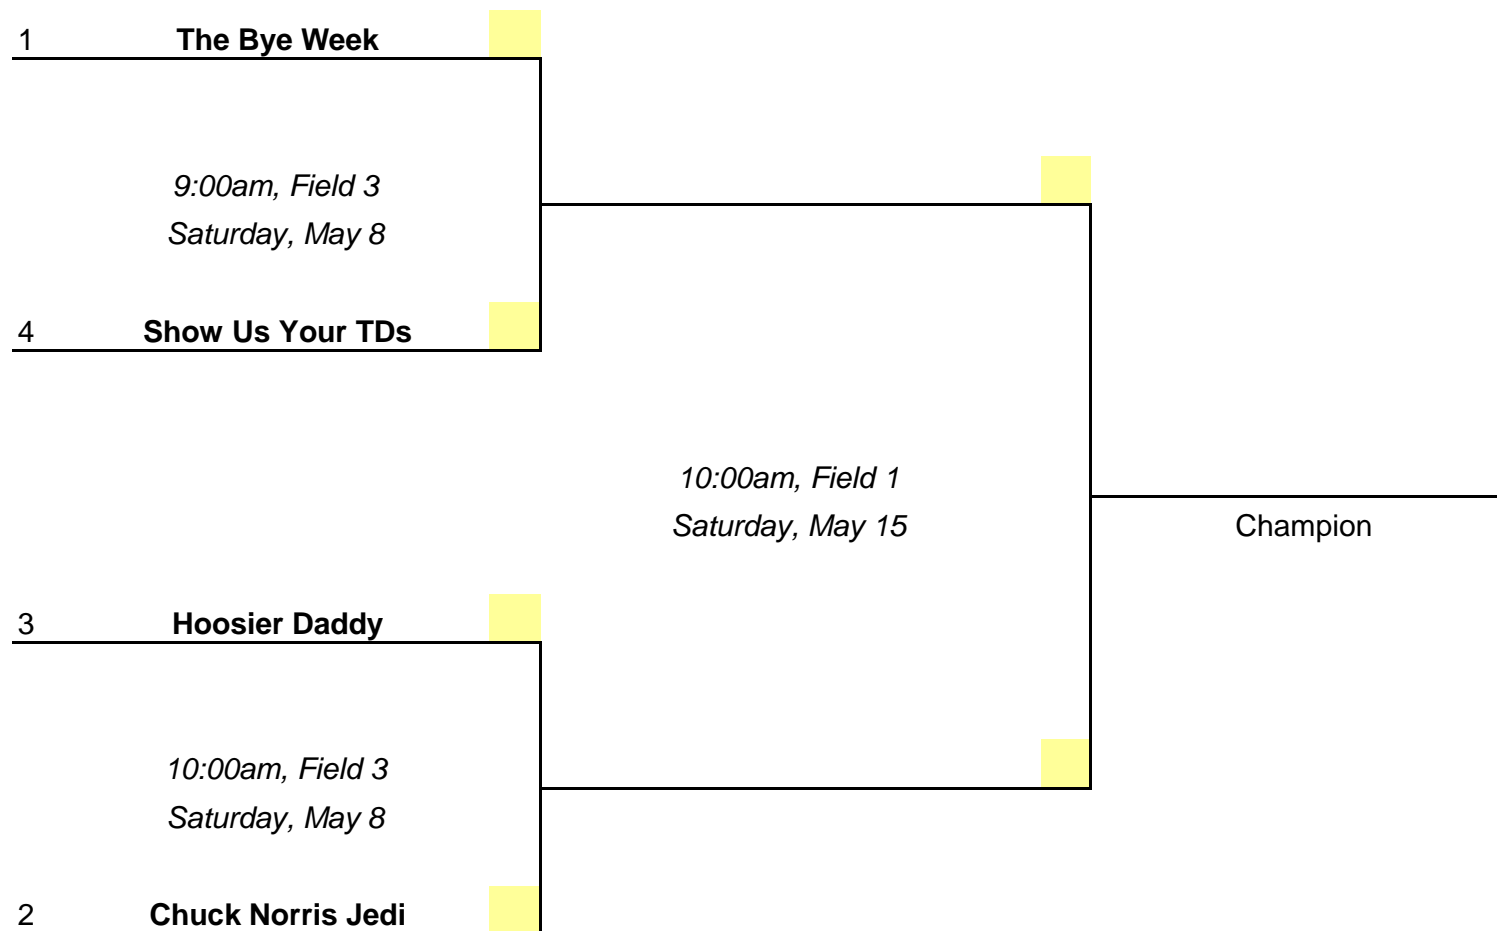 1 The Bye Week
9:00am, Field 3
Saturday, May 8
4 Show Us Your TDs
10:00am, Field 1
Saturday, May 15
Champion
3 Hoosier Daddy
10:00am, Field 3
Saturday, May 8
2 Chuck Norris Jedi